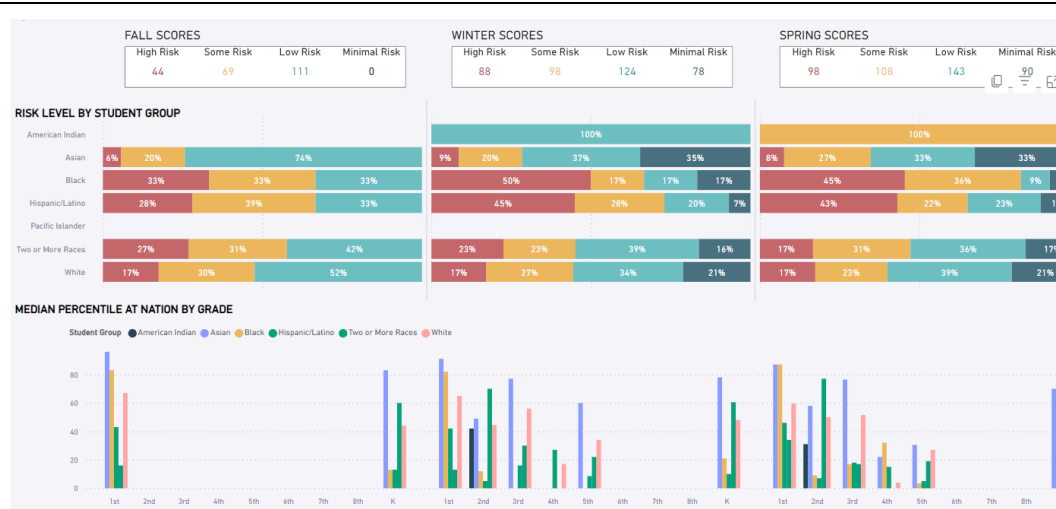 FALL SCORES WINTER SCORES SPRING SCORES
High Risk Some Risk Low Risk Minimal Risk High Risk Some Risk Low Risk Minimal Risk High Risk Some Risk Low Risk Minimal Risk
44 69 111 0 88 98 124 78 98 108 143 90
RISK LEVEL BY STUDENT GROUP
American Indian 100% 100%
Asian 6% 20% 74% 9% 20% 37% 35% 8% 27% 33% 33%
Black 33% 33% 33% 50% 17% 17% 17% 45% 36% 9%
Hispanic/Latino 28% 39% 33% 45% 28% 20% 7% 43% 22% 23%
Pacific Islander
Two or More Races 27% 31% 42% 23% 23% 39% 16% 17% 31% 36% 17%
White 17% 30% 52% 17% 27% 34% 21% 17% 23% 39% 21%
MEDIAN PERCENTILE AT NATION BY GRADE
Student Group American Indian Asian Black Hispanic/Latino Two or More Races White
80
60
40
20
0
1st 2nd 3rd 4th 5th 6th 7th 8th K 1st 2nd 3rd 4th 5th 6th 7th 8th K 1st 2nd 3rd 4th 5th 6th 7th 8th